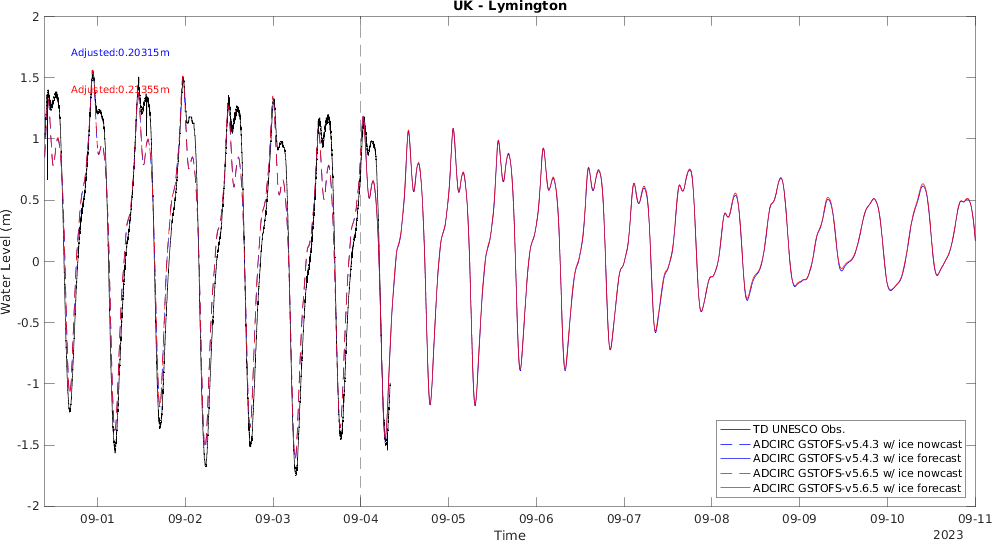 UK - Lymington
Adjusted:0.20315m
Adjusted:0.21355m
2
1.5
1
0.5
0
-0.5
-1
-1.5
-2
Water Level (m)
09-01
09-02
09-03
09-04
09-05
09-06
09-07
09-08
09-09
09-10
09-11
Time
2023
TD UNESCO Obs.
ADCIRC GSTOFS-v5.4.3 w/ ice nowcast
ADCIRC GSTOFS-v5.4.3 w/ ice forecast
ADCIRC GSTOFS-v5.6.5 w/ ice nowcast
ADCIRC GSTOFS-v5.6.5 w/ ice forecast